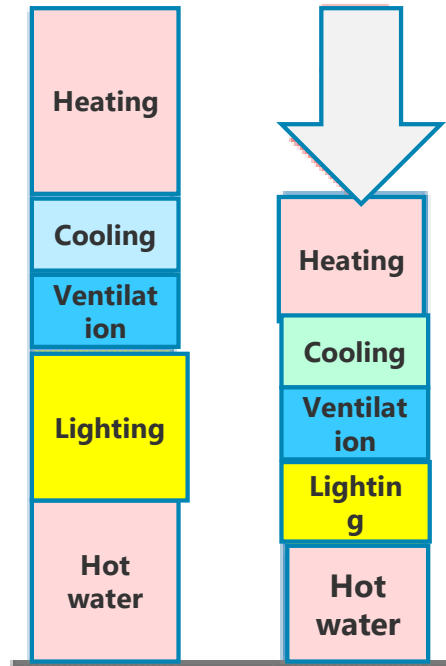 Heating
Cooling
Ventilat
ion
Lighting
Hot
water
Heating
Cooling
Ventilat
ion
Lightin
g
Hot
water